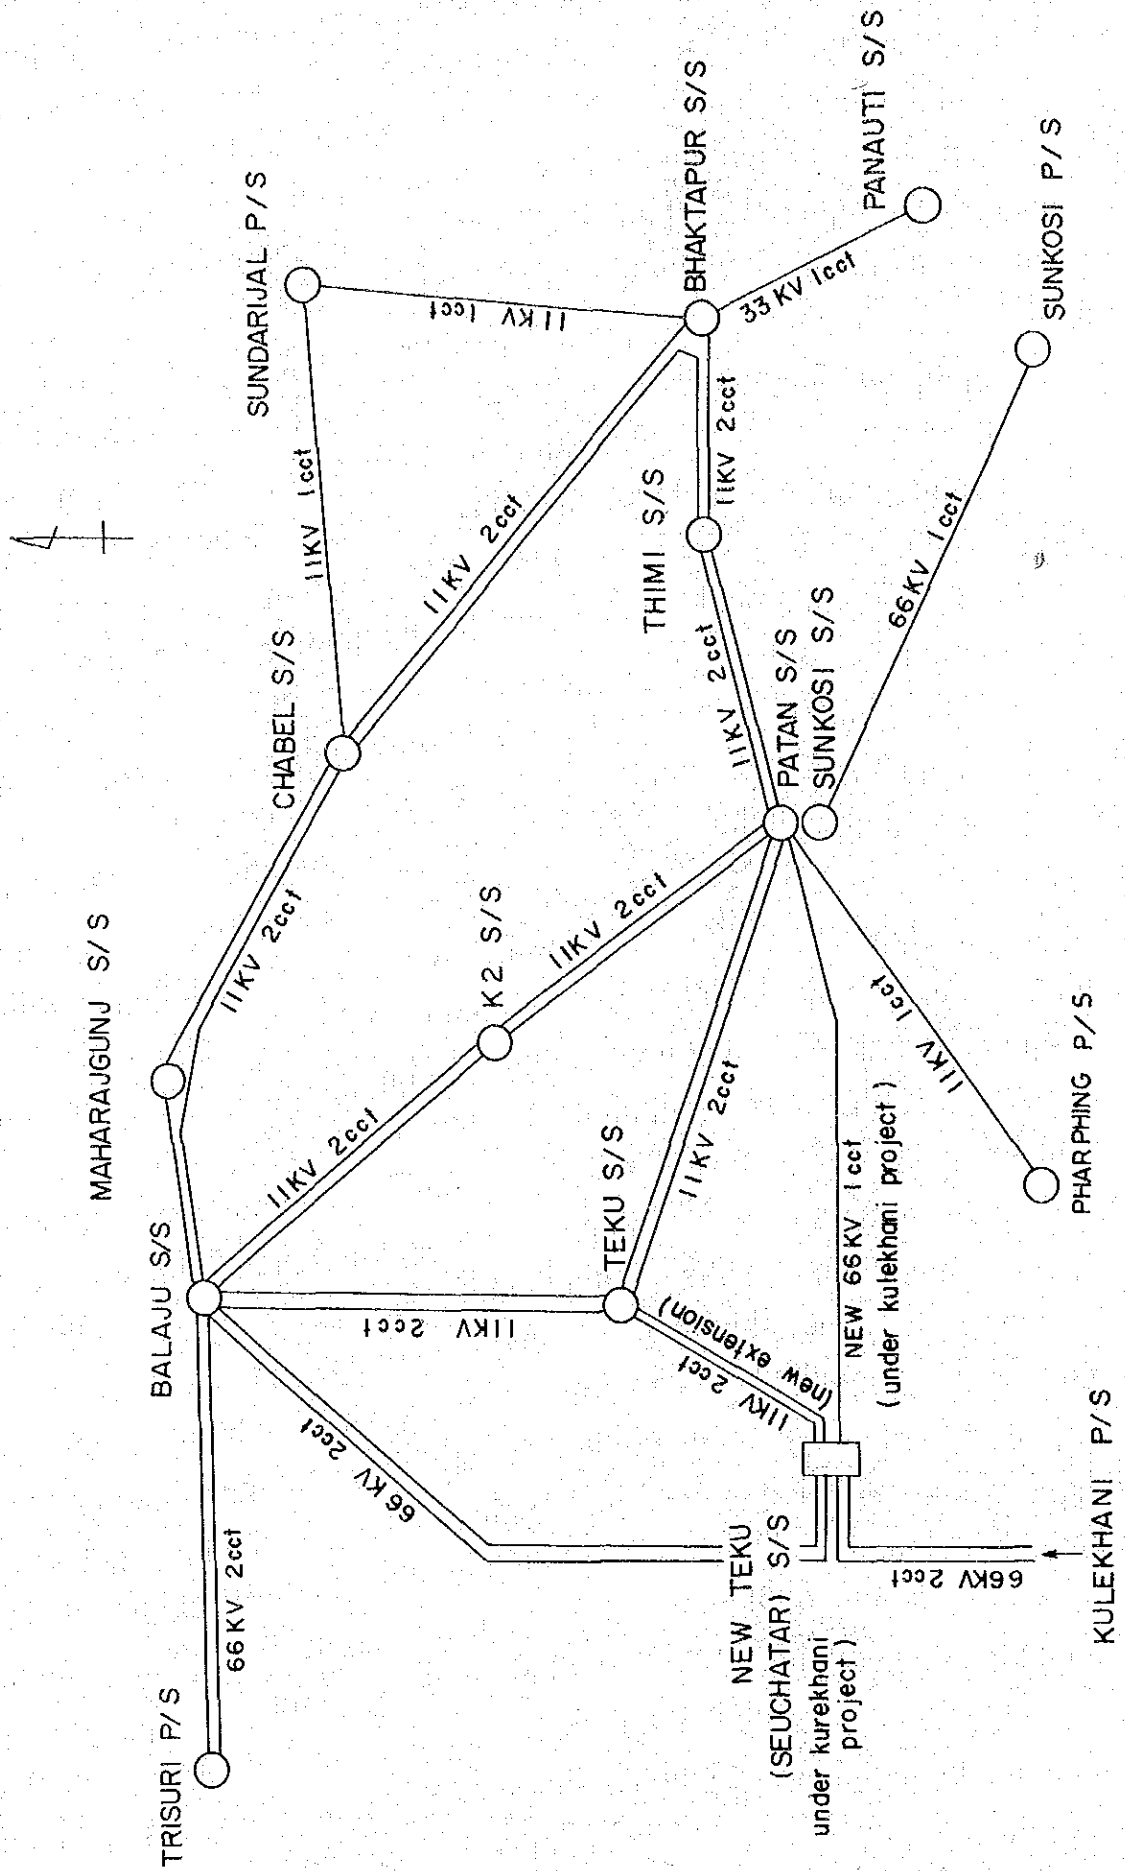 TRISURI P/S
66KV 2cct
BALAJU S/S
MAHARAJGUNJ S/S
11KV 2cct
CHABEL S/S
11KV 1cct
SUNDARIJAL P/S
11KV 1cct
11KV 2cct
BHAKTAPUR S/S
33KV 1cct
PANAUTI S/S
11KV 2cct
THIMI S/S
11KV 2cct
PATAN S/S
SUNKOSI S/S
66KV 1cct
SUNKOSI P/S
11KV 2cct
K2 S/S
11KV 2cct
11KV 2cct
TEKU S/S
11KV 2cct
66KV 2cct
11KV 2cct
(new extension)
NEW 66KV 1cct
(under kulekhani project)
11KV 1cct
PHARPHING P/S
NEW TEKU
(SEUCHATAR) S/S
under kurekhani
project)
66KV 2cct
KULEKHANI P/S